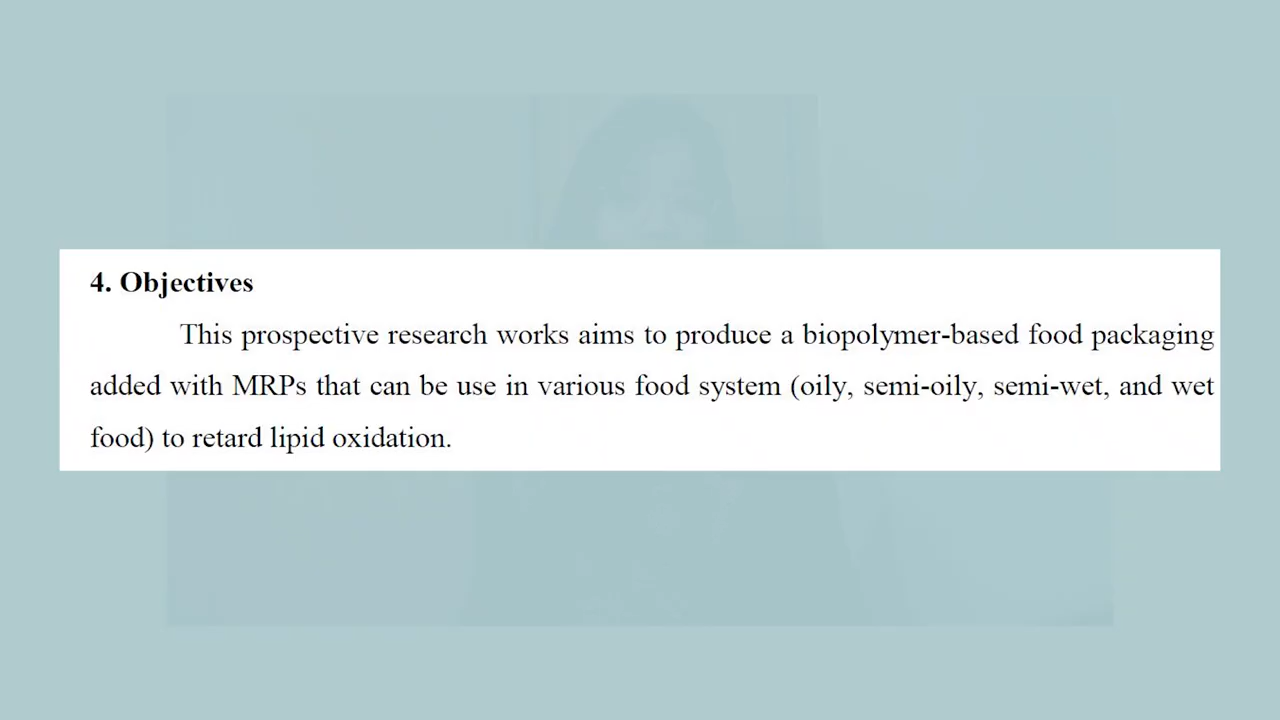 4. Objectives
This prospective research works aims to produce a biopolymer-based food packaging
added with MRPs that can be use in various food system (oily, semi-oily, semi-wet, and wet
food) to retard lipid oxidation.